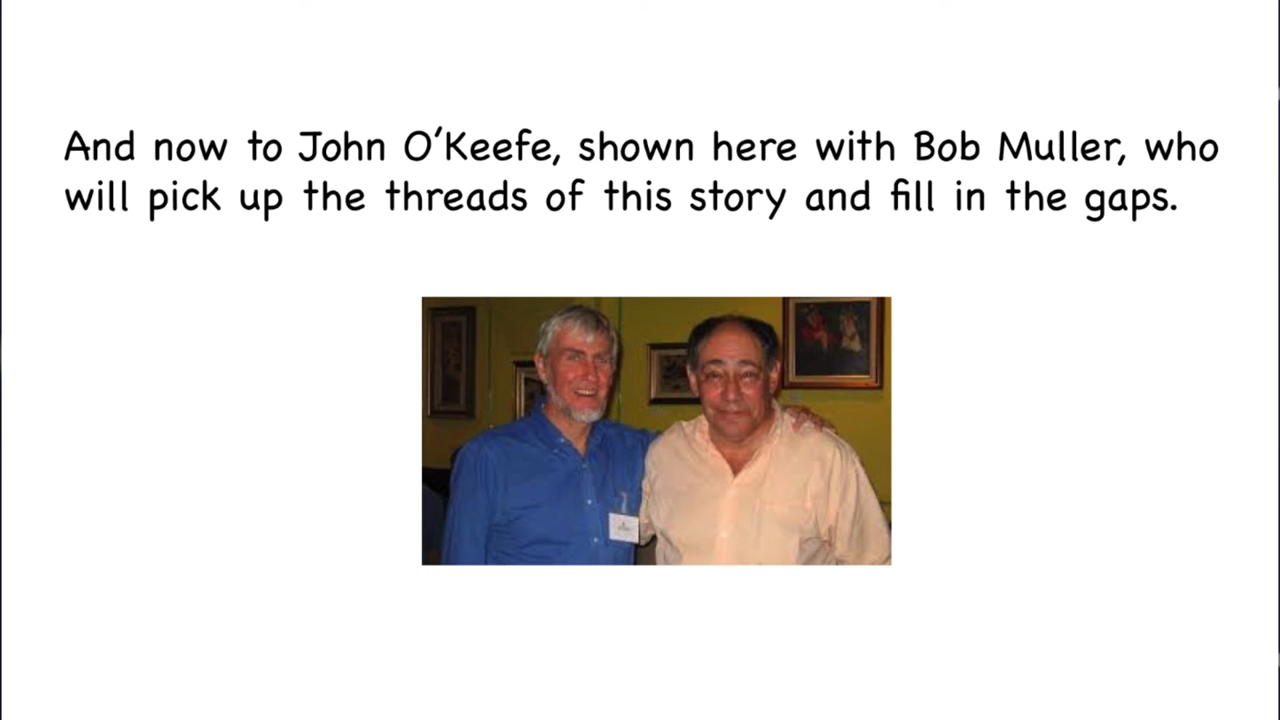 And now to John O'Keefe, shown here with Bob Muller, who
will pick up the threads of this story and fill in the gaps.